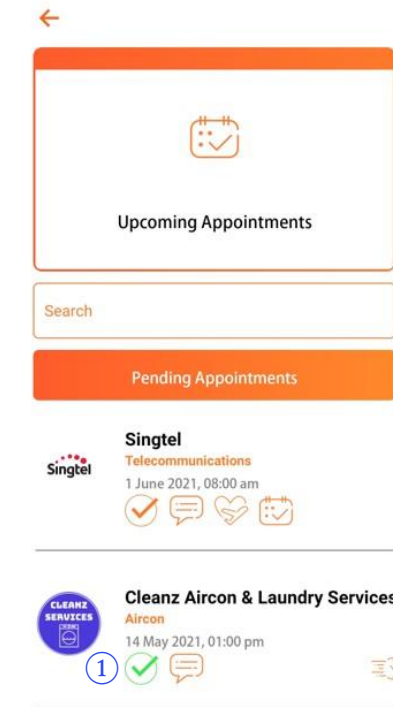 Upcoming Appointments
Search
Pending Appointments
Singtel
Singtel
Telecommunications
1 June 2021, 08:00 am
CLEANZ
SERVICES
Cleanz Aircon & Laundry Services
Aircon
14 May 2021, 01:00 pm
1